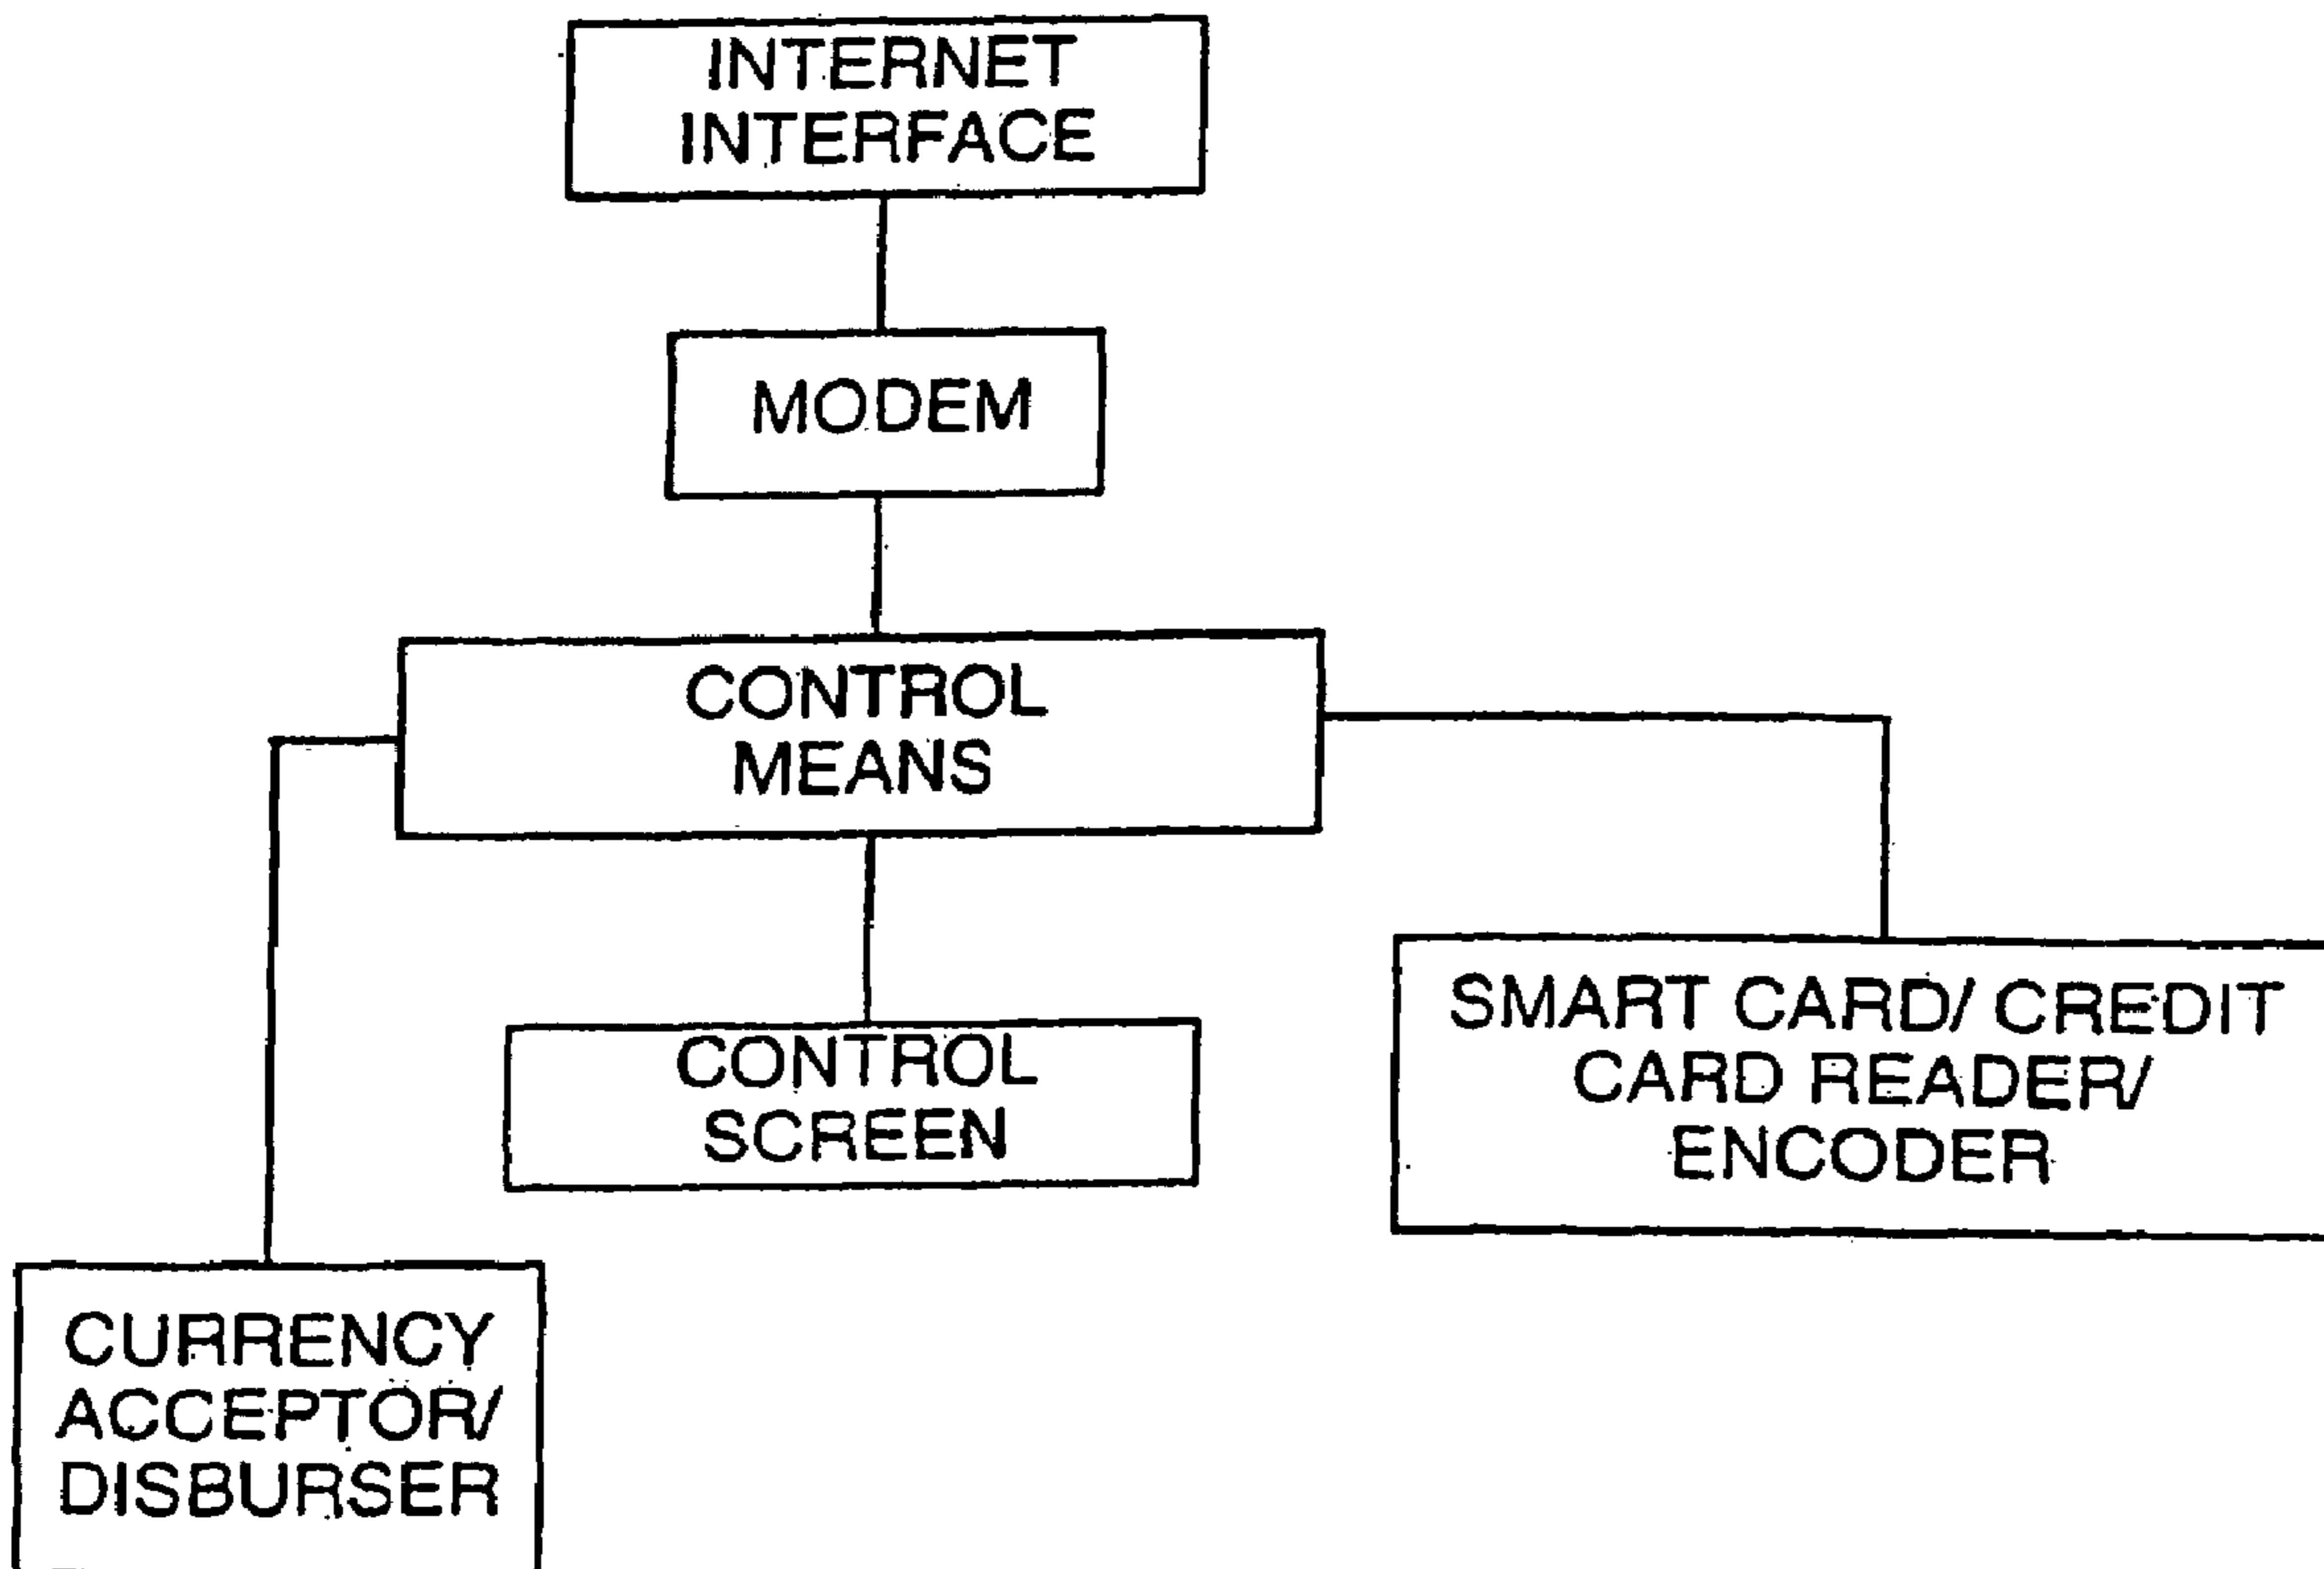 INTERNET
INTERFACE
MODEM
CONTROL
MEANS
CONTROL
SCREEN
SMART CARD/ CREDIT
CARD READER/
ENCODER
CURRENCY
ACCEPTOR/
DISBURSER